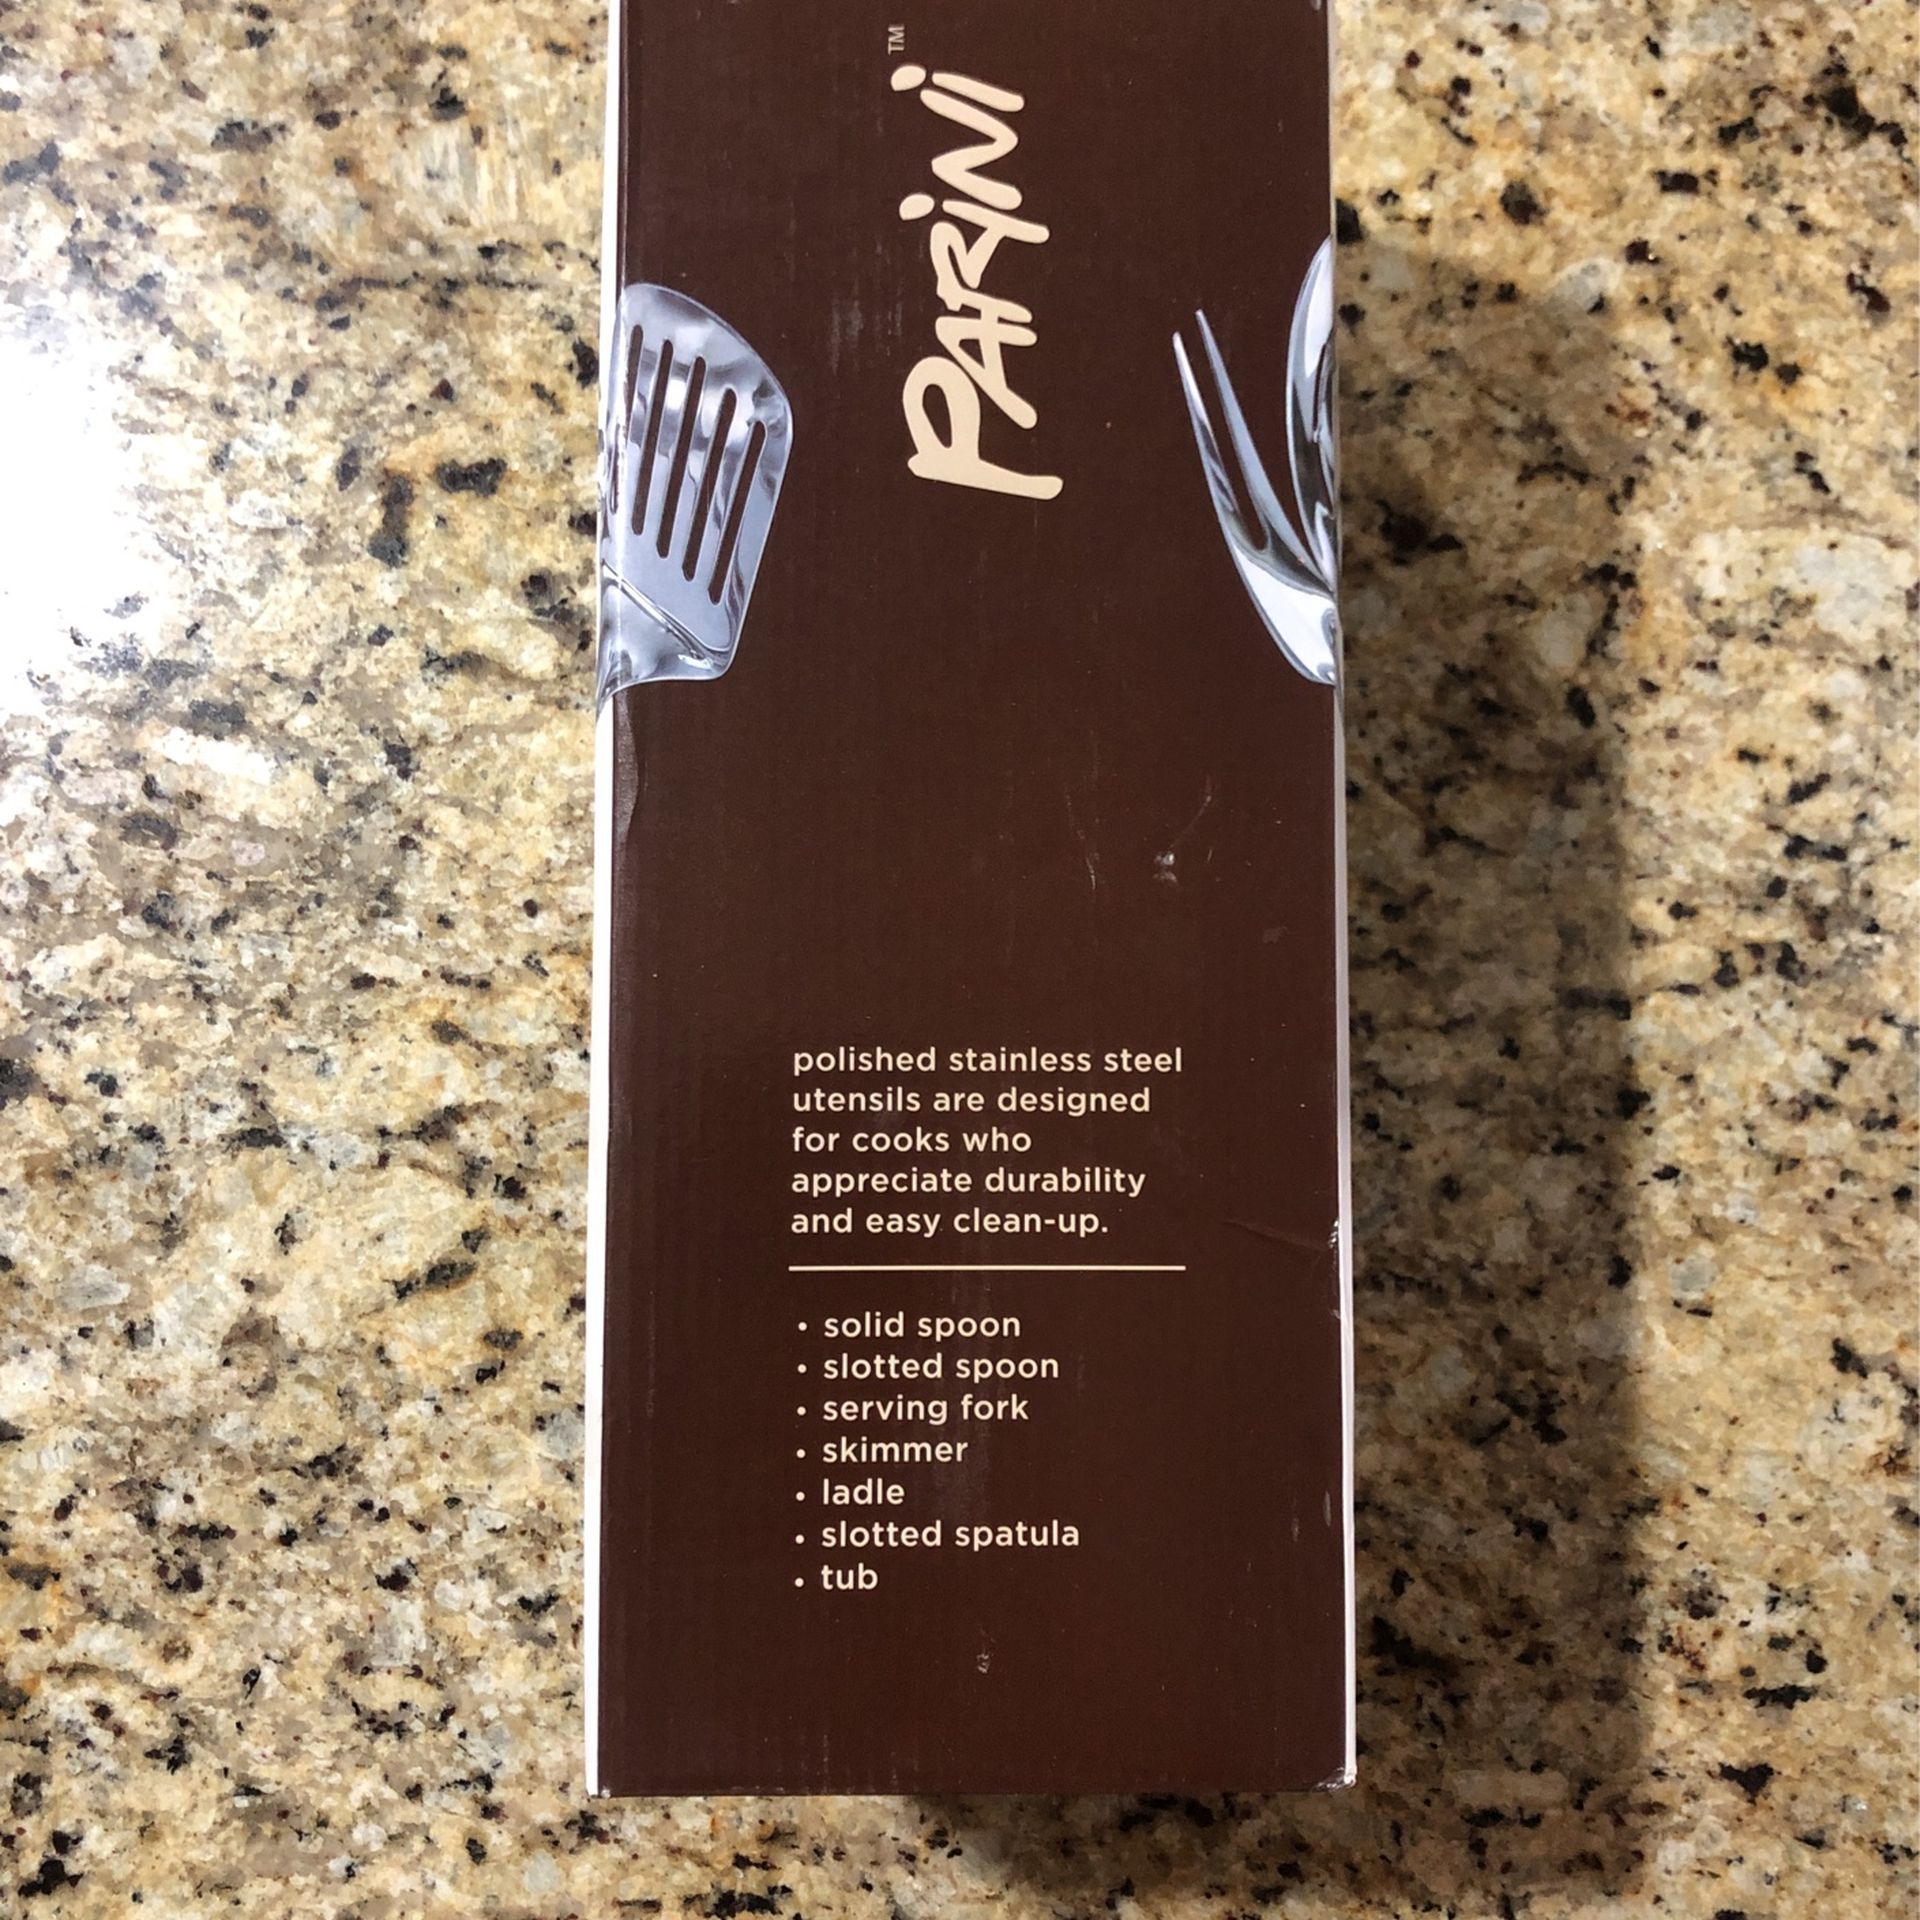 PARINI™
polished stainless steel
utensils are designed
for cooks who
appreciate durability
and easy clean-up.
• solid spoon
• slotted spoon
• serving fork
• skimmer
• ladle
• slotted spatula
• tub